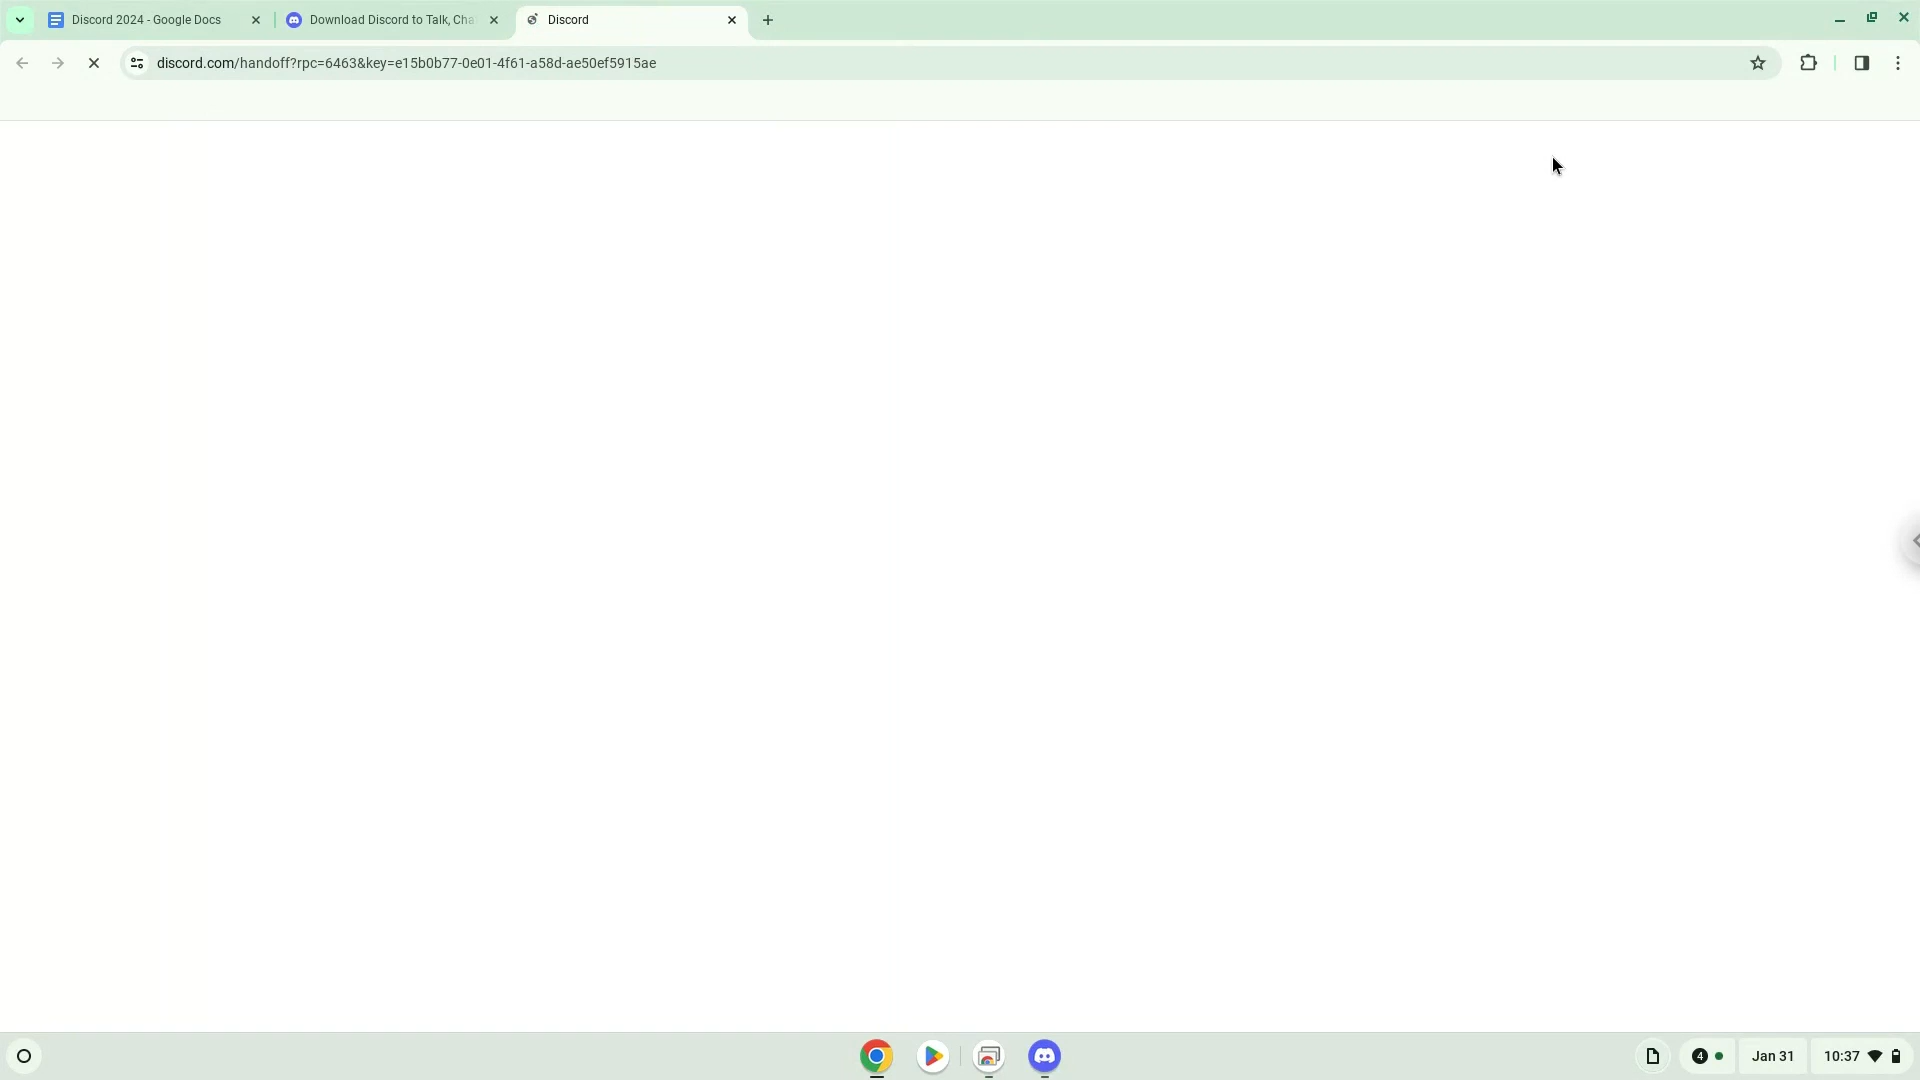 Discord 2024 - Google Docs
Download Discord to Talk, Cha
Discord
discord.com/handoff?rpc=6463&key=e15b0b77-0e01-4f61-a58d-ae50ef5915ae
4
Jan 31
10:37